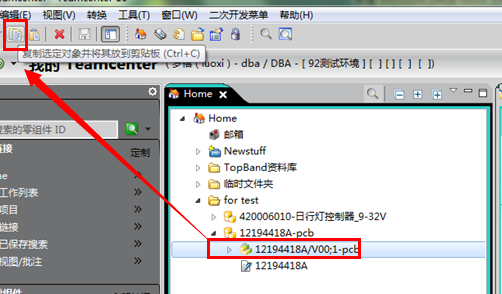 编辑(E) 视图(V) 转换 工具(T) 窗口(W) 二次开发菜单 帮助(H)
复制选定对象并将其放到剪贴板 (Ctrl+C)
我的 Teamcenter
(luoxi) - dba / DBA - [ 92测试环境 ] [ ] [ ] [ ] [ ])
Home
搜索的零组件 ID
链接
定制
Home
邮箱
Newstuff
TopBand资料库
临时文件夹
for test
420006010-日行灯控制器_9-32V
12194418A-pcb
12194418A/V00;1-pcb
12194418A
me
工作列表
项目
链接
已保存搜索
视图/批注